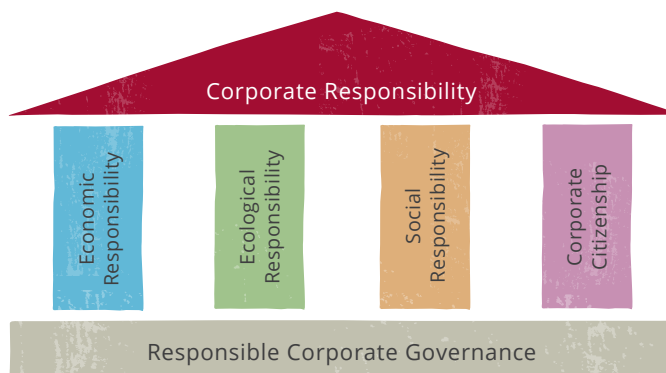 Corporate Responsibility
Economic
Responsibility
Ecological
Responsibility
Social
Responsibility
Corporate
Citizenship
Responsible Corporate Governance